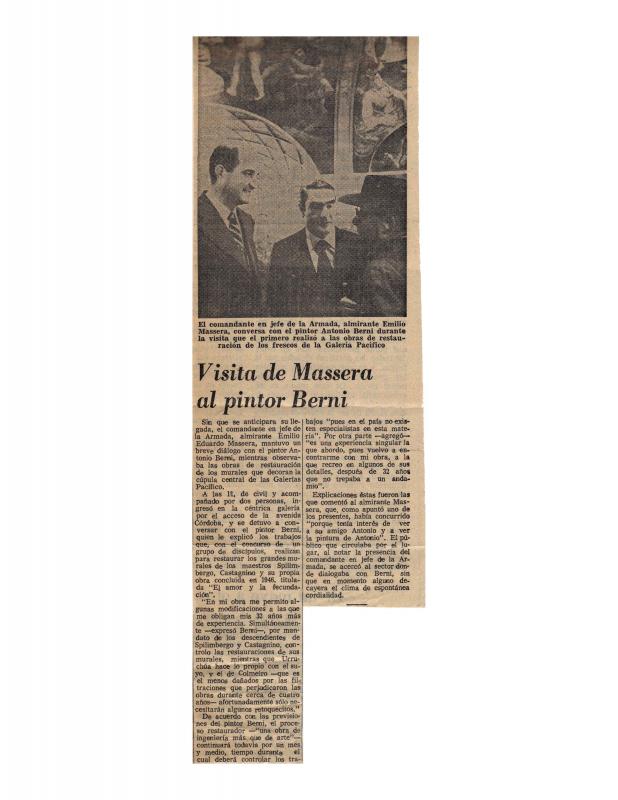 El comandante en jefe de la Armada, almirante Emilio
Massera, conversa con el pintor Antonio Berni durante
la visita que el primero realizó a las obras de restau-
ración de los frescos de la Galería Pacífico
Visita de Massera
al pintor Berni
Sin que se anticipara su lle-
gada, el comandante en jefe de
la Armada, almirante Emilio
Eduardo Massera, mantuvo un
breve diálogo con el pintor An-
tonio Berni, mientras observaba
las obras de restauración
de los murales que decoran la
cúpula central de las Galerías
Pacífico.
A las 11, de civil y acom-
pañado por dos personas, in-
gresó en la céntrica galería
por el acceso de la avenida
Córdoba, y se detuvo a con-
versar con el pintor Berni,
quien le explicó los trabajos
que, con el concurso de un
grupo de discípulos, realizan
para restaurar los grandes mu-
rales de los maestros Spilim-
bergo, Castagnino y su propia
obra concluida en 1946, titula-
da "El amor y la fecunda-
ción".
"En mi obra me permito al-
gunas modificaciones a las que
me obligan mis 32 años más
de experiencia. Simultáneame-
nte —expresó Berni—, por man-
dato de los descendientes de
Spilimbergo y Castagnino, con-
trolo las restauraciones de sus
murales, mientras que Urru-
chúa hace lo propio con el su-
yo, y el de Colmeiro —que es
el menos dañados por las fil-
traciones que perjudicaron las
obras durante cerca de cuatro
años— afortunadamente sólo ne-
cesitarán algunos retoquecitos."
De acuerdo con las previsiones
del pintor Berni, el proce-
so restaurador —"una obra de
ingeniería más que de arte"—
continuará todavía por un mes
y medio, tiempo durante el
cual deberá controlar los tra-
bajos "pues en el país no exis-
ten especialistas en esta mate-
ria". Por otra parte —agregó—
"es una experiencia singular la
que abordo, pues vuelvo a en-
contrarme con mi obra, a la
que recreo en algunos de sus
detalles, después de 32 años
que no trepaba a un anda-
mio".
Explicaciones éstas fueron las
que comentó al almirante Mas-
sera, que, como apuntó uno de
los presentes, había concurrido
"porque tenía interés de ver
a su amigo Antonio y a ver
la pintura de Antonio". El pú-
blico que circulaba por el lu-
gar, al notar la presencia del
comandante en jefe de la Ar-
mada, se acercó al sector don-
de dialogaba con Berni, sin
que en momento alguno de-
cayera el clima de espontánea
cordialidad.